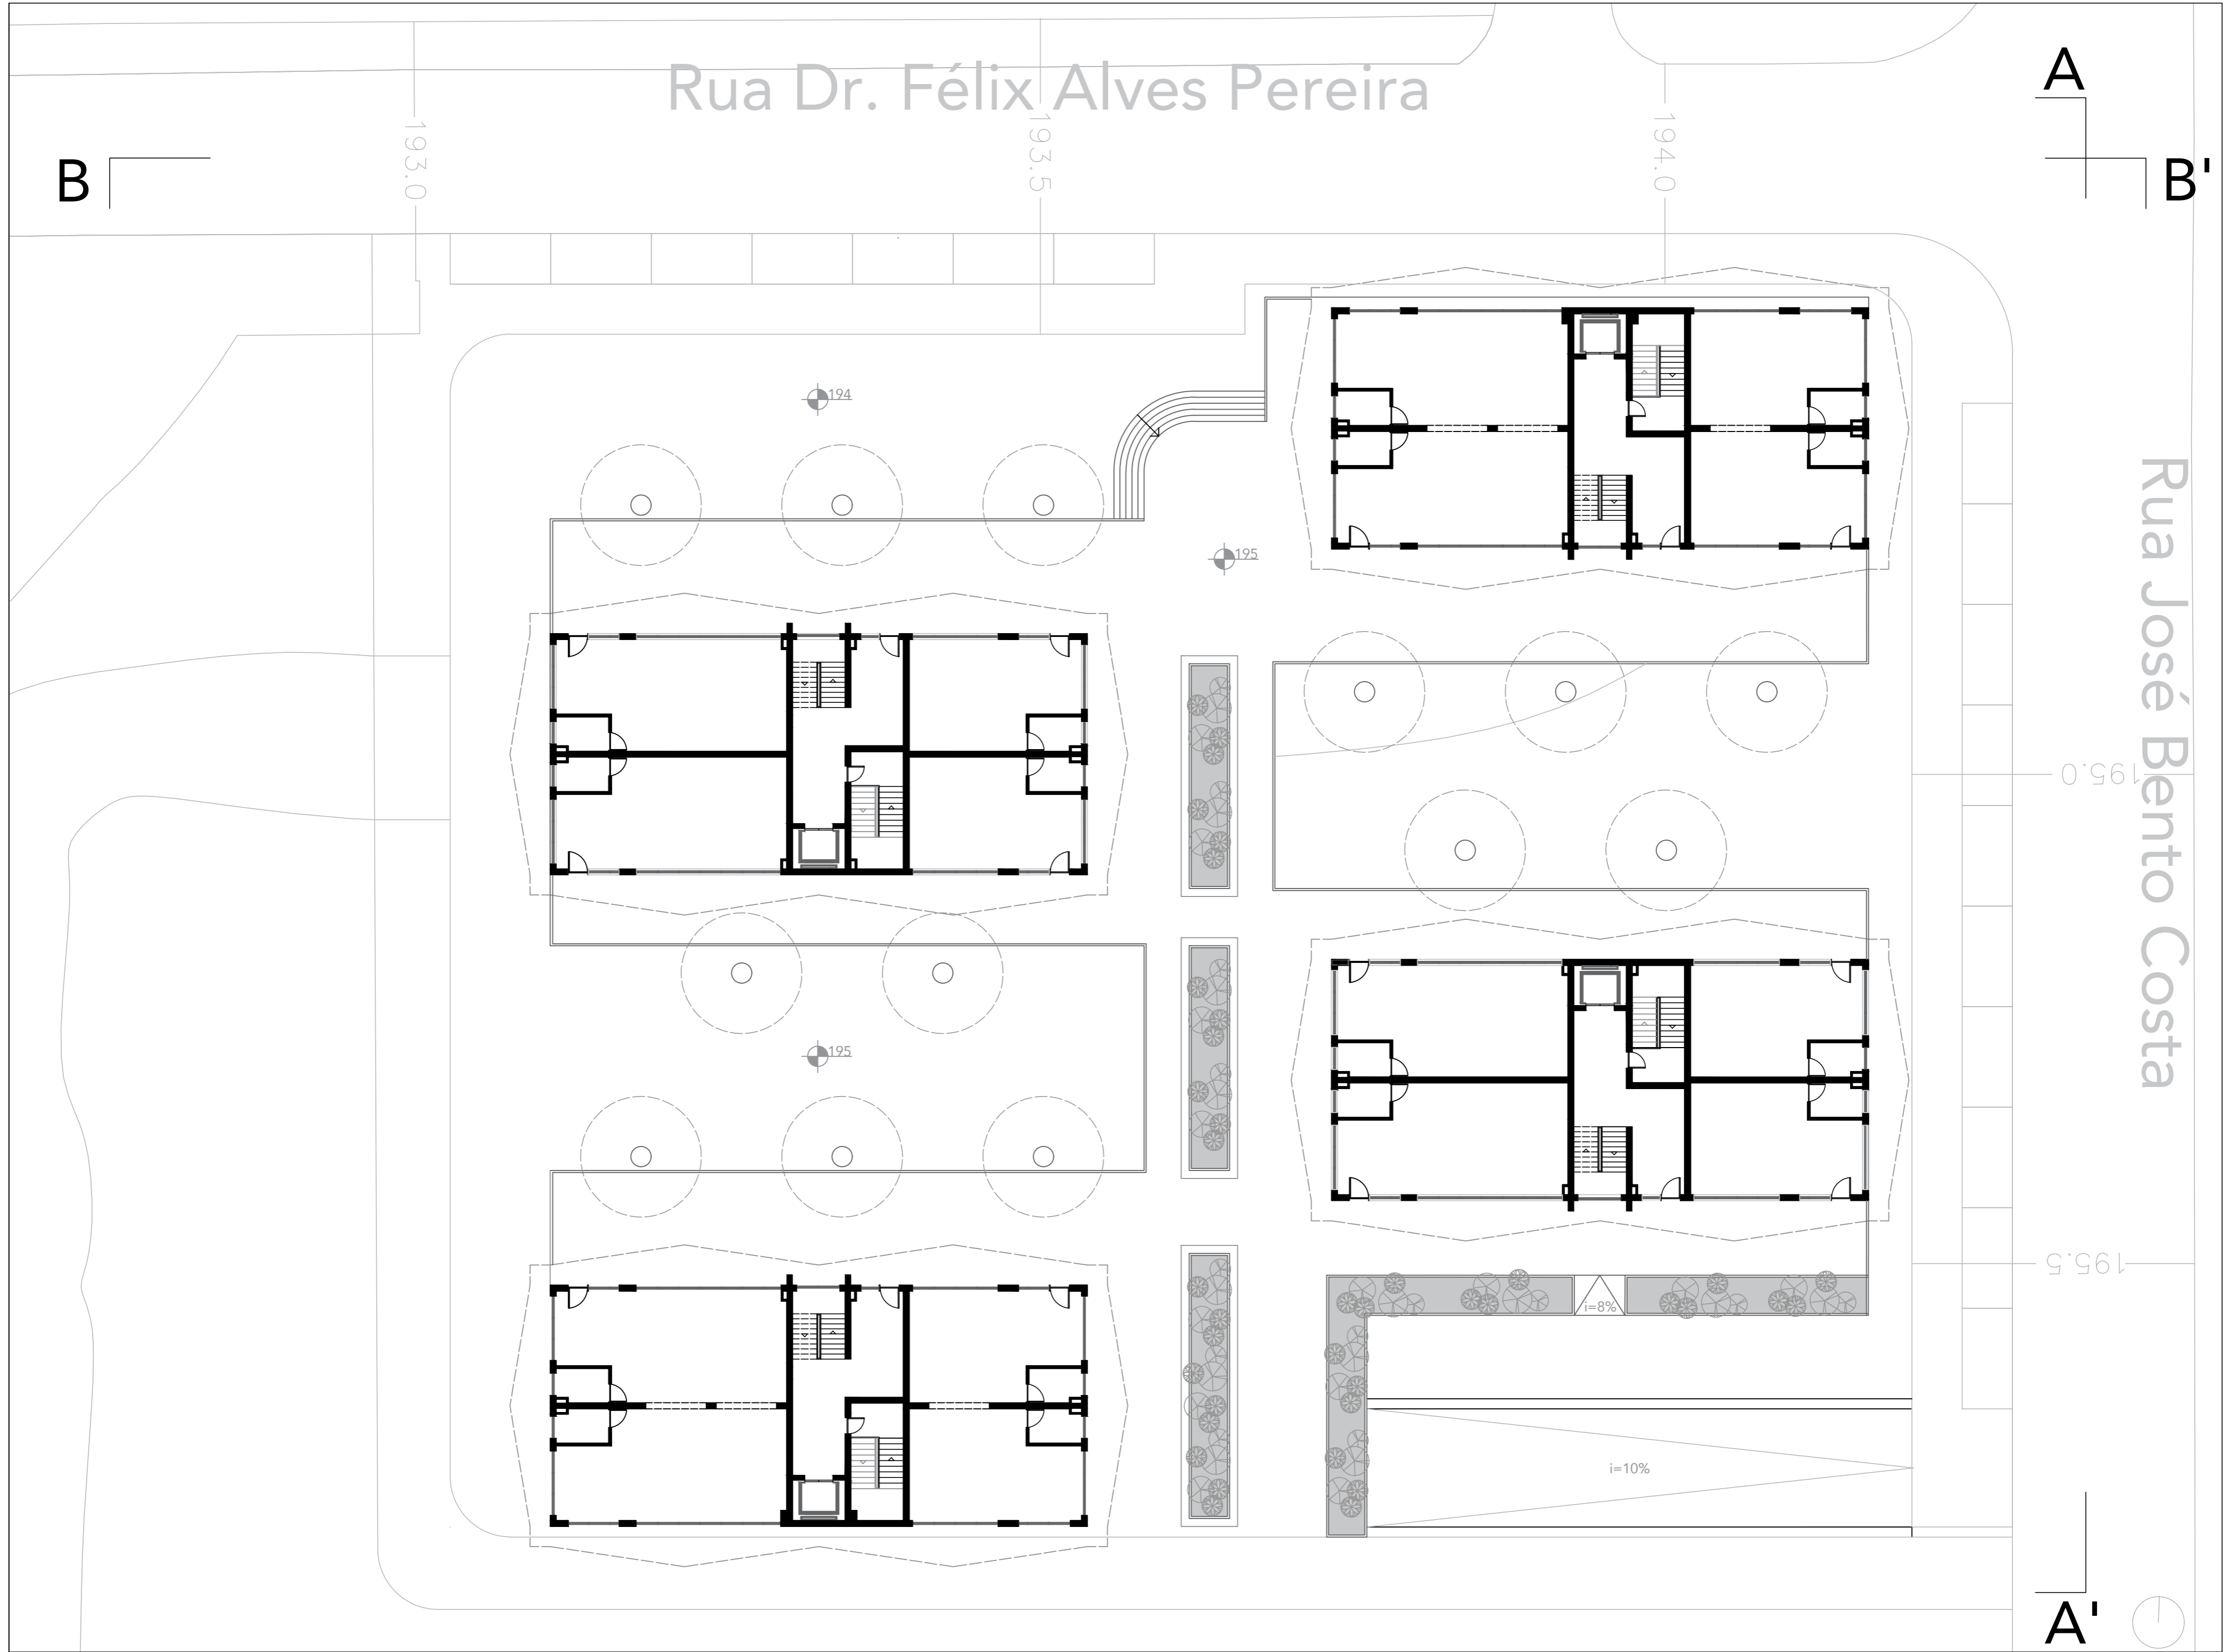 Rua Dr. Félix Alves Pereira
A
B
B'
193.0
193.5
194.0
194
195
Rua José Bento Costa
195.0
195
195.5
i=8%
i=10%
A'